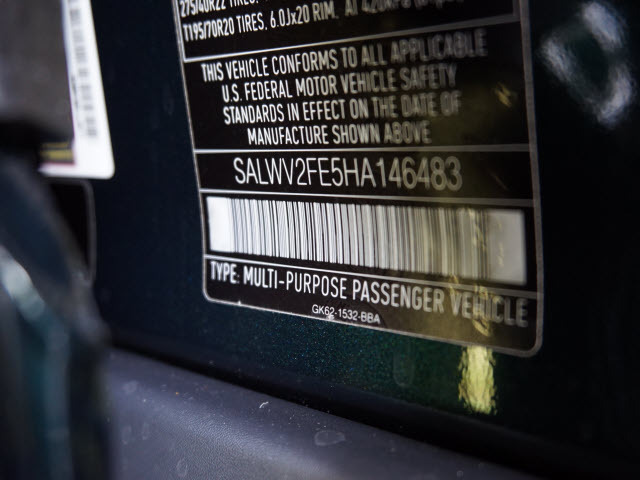 275/40R22 TIRES,
T195/70R20 TIRES, 6.0Jx20 RIM, AT 420kPa
THIS VEHICLE CONFORMS TO ALL APPLICABLE
U.S. FEDERAL MOTOR VEHICLE SAFETY
STANDARDS IN EFFECT ON THE DATE OF
MANUFACTURE SHOWN ABOVE
SALWV2FE5HA146483
TYPE: MULTI-PURPOSE PASSENGER VEHICLE
GK62-1532-BBA